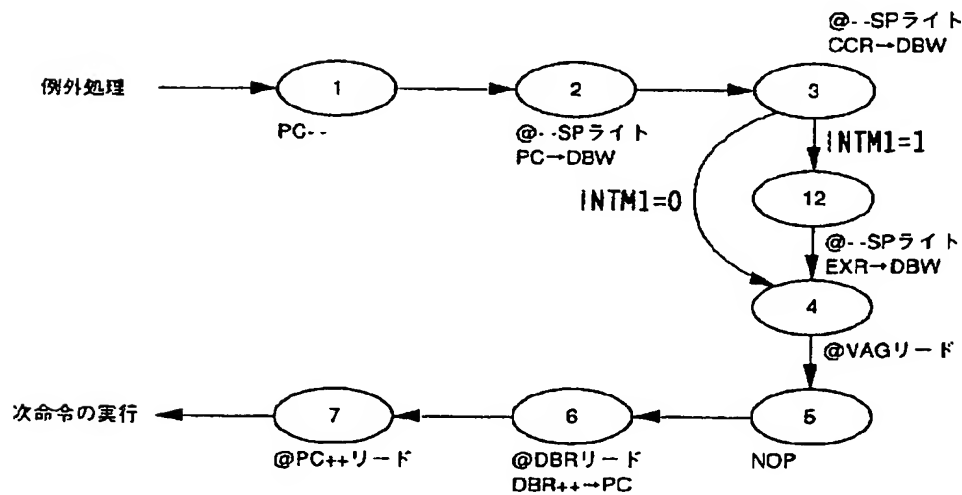 @--SPライト
CCR→DBW
例外処理
1
2
3
PC--
@--SPライト
PC→DBW
INTM1=1
INTM1=0
12
@--SPライト
EXR→DBW
4
@VAGリード
次命令の実行
7
6
5
@PC++リード
@DBRリード
DBR++→PC
NOP